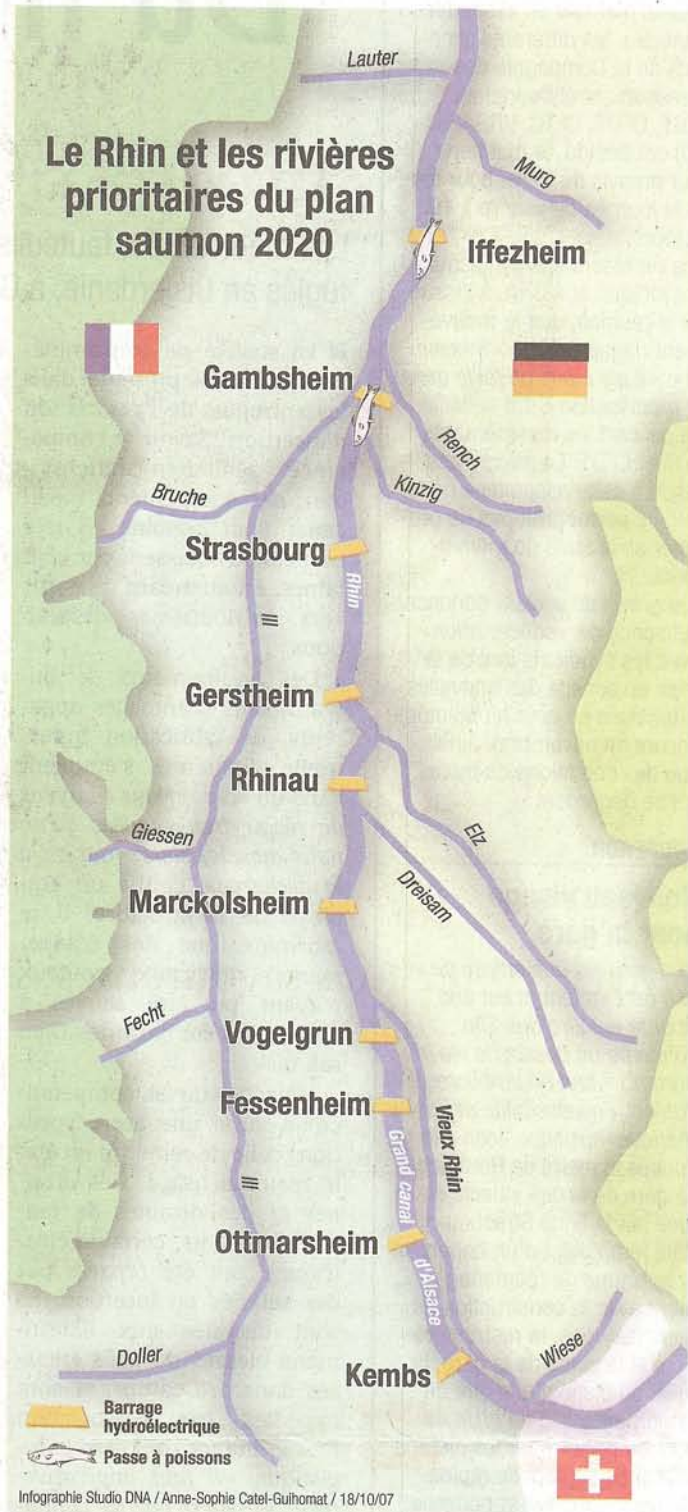 Lauter
Le Rhin et les rivières
prioritaires du plan
saumon 2020
Murg
Iffezheim
Gambsheim
Rench
Bruche
Kinzig
Strasbourg
Rhin
Gerstheim
Rhinau
Elz
Giessen
Dreisam
Marckolsheim
Fecht
Vogelgrun
Fessenheim
Vieux Rhin
Grand canal
Ottmarsheim
d'Alsace
Doller
Kembs
Wiese
Barrage
hydroélectrique
Passe à poissons
Infographie Studio DNA / Anne-Sophie Catel-Guihomat / 18/10/07